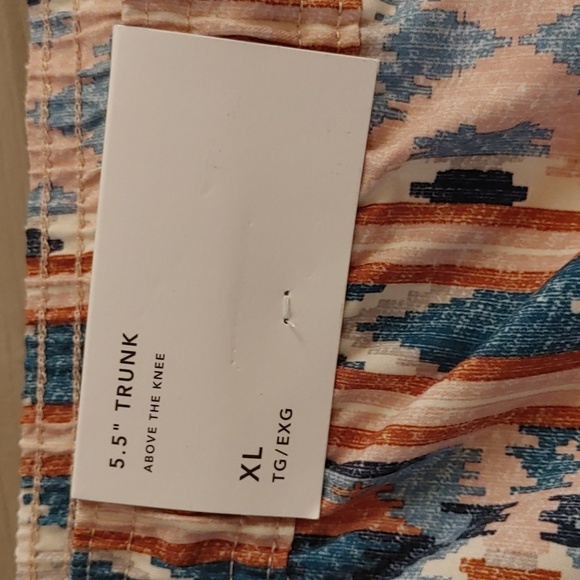 5.5" TRUNK
ABOVE THE KNEE
XL
TG/EXG